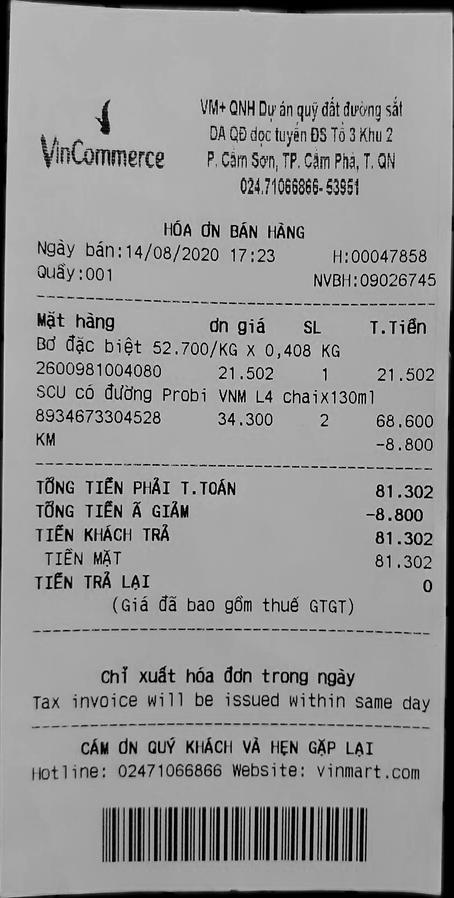 VinCommerce
VM+ QNH Dự án quỹ đất đường sắt
DA QĐ dọc tuyến ĐS Tổ 3 Khu 2
P. Cẩm Sơn, TP. Cẩm Phả, T. QN
024.71066866-53951
HÓA ƠN BÁN HÀNG
Ngày bán:14/08/2020 17:23 H:00047858
Quầy:001 NVBH:09026745
Mặt hàng ơn giá SL T.Tiền
Bơ đặc biệt 52.700/KG X 0,408 KG
2600981004080 21.502 1 21.502
SCU có đường Probi VNM L4 chaix130ml
8934673304528 34.300 2 68.600
KM -8.800
TỔNG TIỀN PHẢI T.TOÁN 81.302
TỔNG TIỀN Ã GIẢM -8.800
TIỀN KHÁCH TRẢ 81.302
TIỀN MẶT 81.302
TIỀN TRẢ LẠI 0
(Giá đã bao gồm thuế GTGT)
Chỉ xuất hóa đơn trong ngày
Tax invoice will be issued within same day
CÁM ƠN QUÝ KHÁCH VÀ HẸN GẶP LẠI
Hotline: 02471066866 Website: vinmart.com